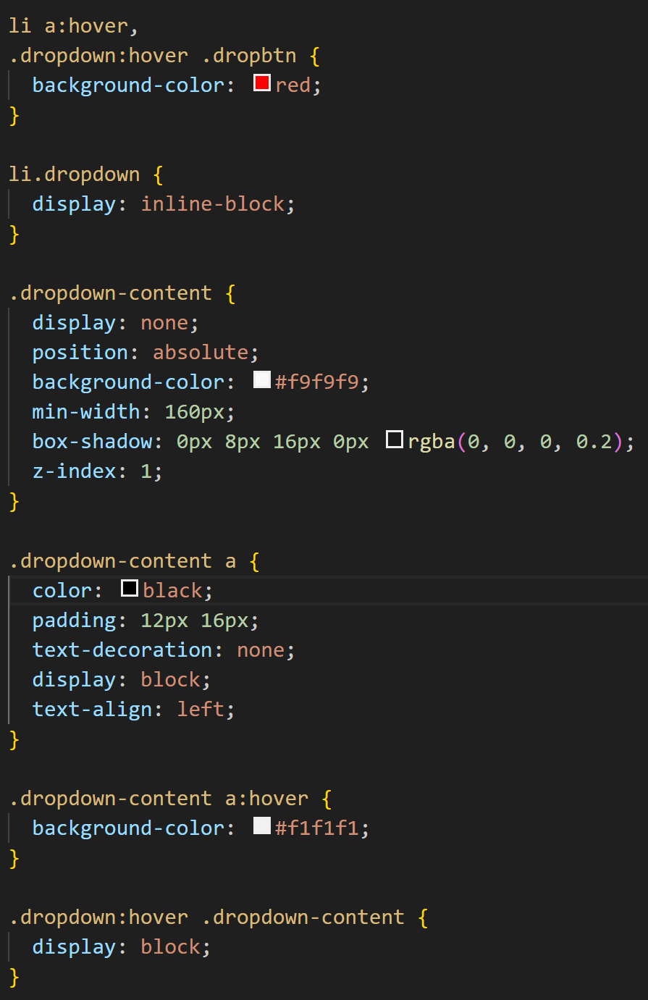 li a:hover,
.dropdown:hover .dropbtn {
  background-color: red;
}

li.dropdown {
  display: inline-block;
}

.dropdown-content {
  display: none;
  position: absolute;
  background-color: #f9f9f9;
  min-width: 160px;
  box-shadow: 0px 8px 16px 0px rgba(0, 0, 0, 0.2);
  z-index: 1;
}

.dropdown-content a {
  color: black;
  padding: 12px 16px;
  text-decoration: none;
  display: block;
  text-align: left;
}

.dropdown-content a:hover {
  background-color: #f1f1f1;
}

.dropdown:hover .dropdown-content {
  display: block;
}